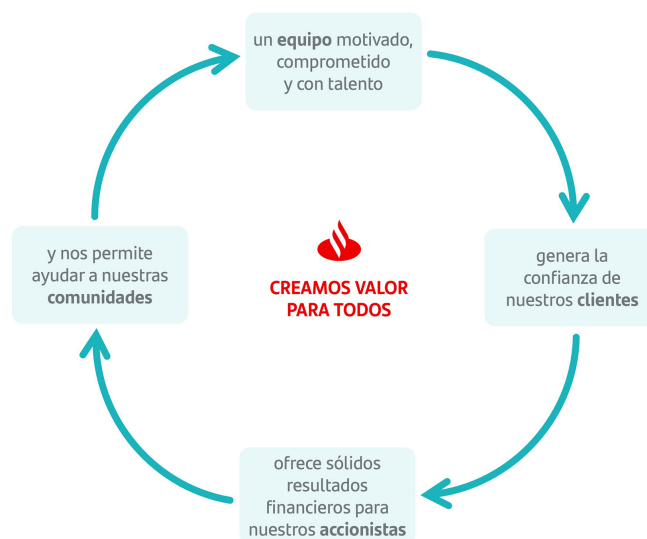 un equipo motivado,
comprometido
y con talento
genera la
confianza de
nuestros clientes
ofrece sólidos
resultados
financieros para
nuestros accionistas
y nos permite
ayudar a nuestras
comunidades
CREAMOS VALOR
PARA TODOS